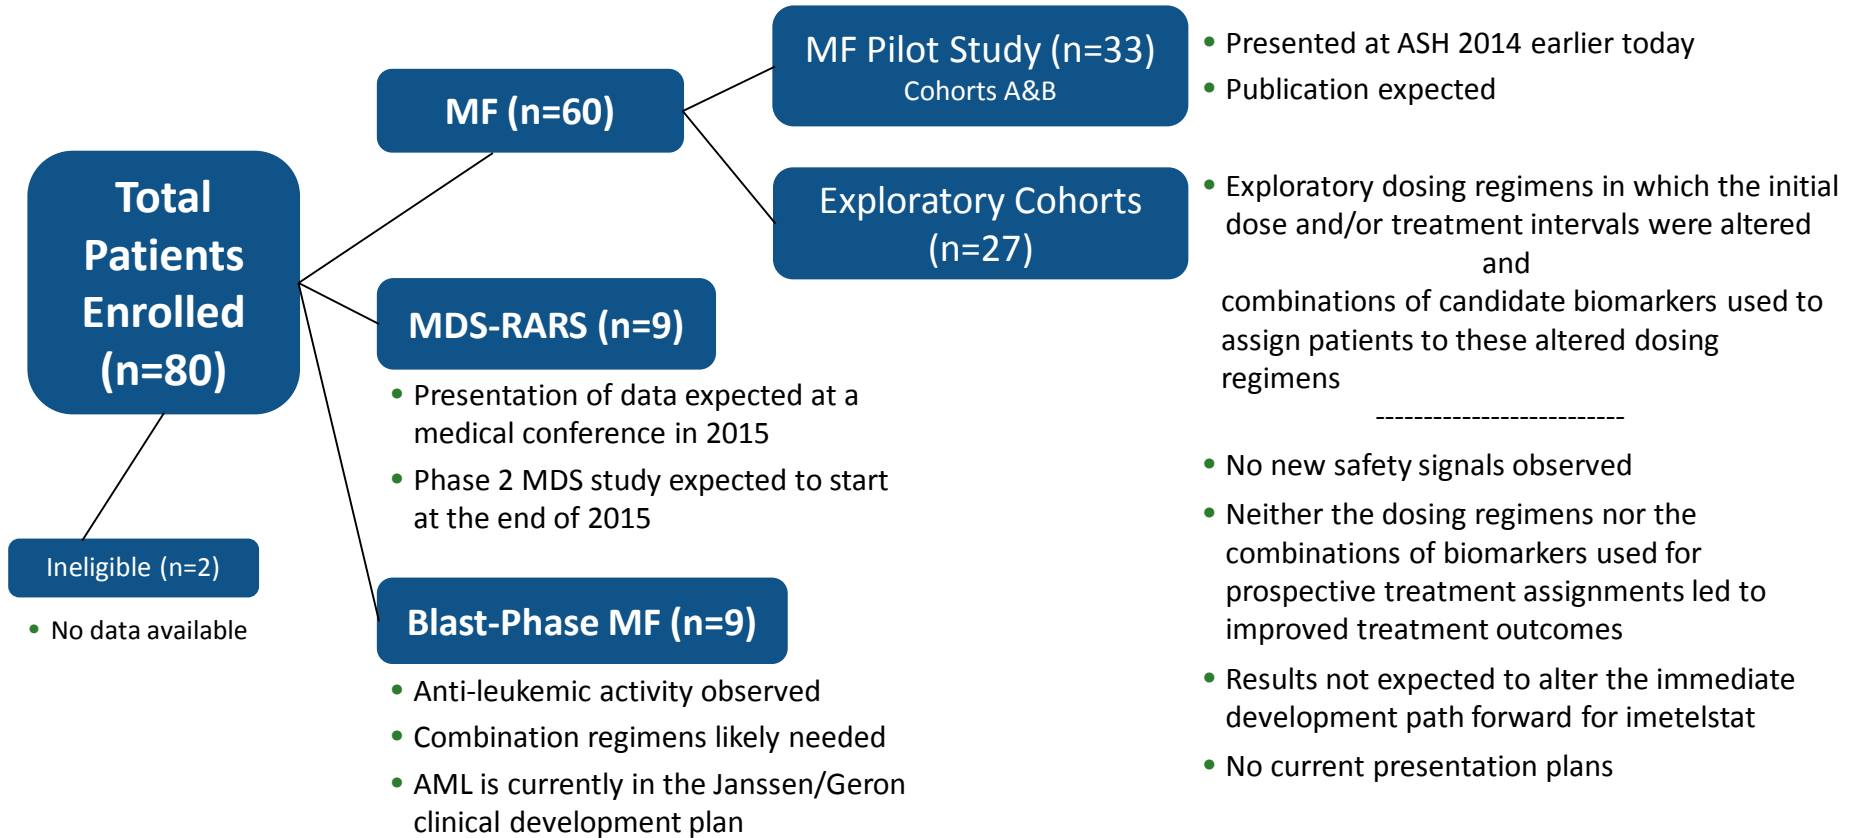 Total
Patients
Enrolled
(n=80)
Ineligible (n=2)
• No data available
MF (n=60)
MF Pilot Study (n=33)
Cohorts A&B
• Presented at ASH 2014 earlier today
• Publication expected
Exploratory Cohorts
(n=27)
• Exploratory dosing regimens in which the initial
dose and/or treatment intervals were altered
and
combinations of candidate biomarkers used to
assign patients to these altered dosing
regimens
--------------------------
• No new safety signals observed
• Neither the dosing regimens nor the
combinations of biomarkers used for
prospective treatment assignments led to
improved treatment outcomes
• Results not expected to alter the immediate
development path forward for imetelstat
• No current presentation plans
MDS-RARS (n=9)
• Presentation of data expected at a
medical conference in 2015
• Phase 2 MDS study expected to start
at the end of 2015
Blast-Phase MF (n=9)
• Anti-leukemic activity observed
• Combination regimens likely needed
• AML is currently in the Janssen/Geron
clinical development plan